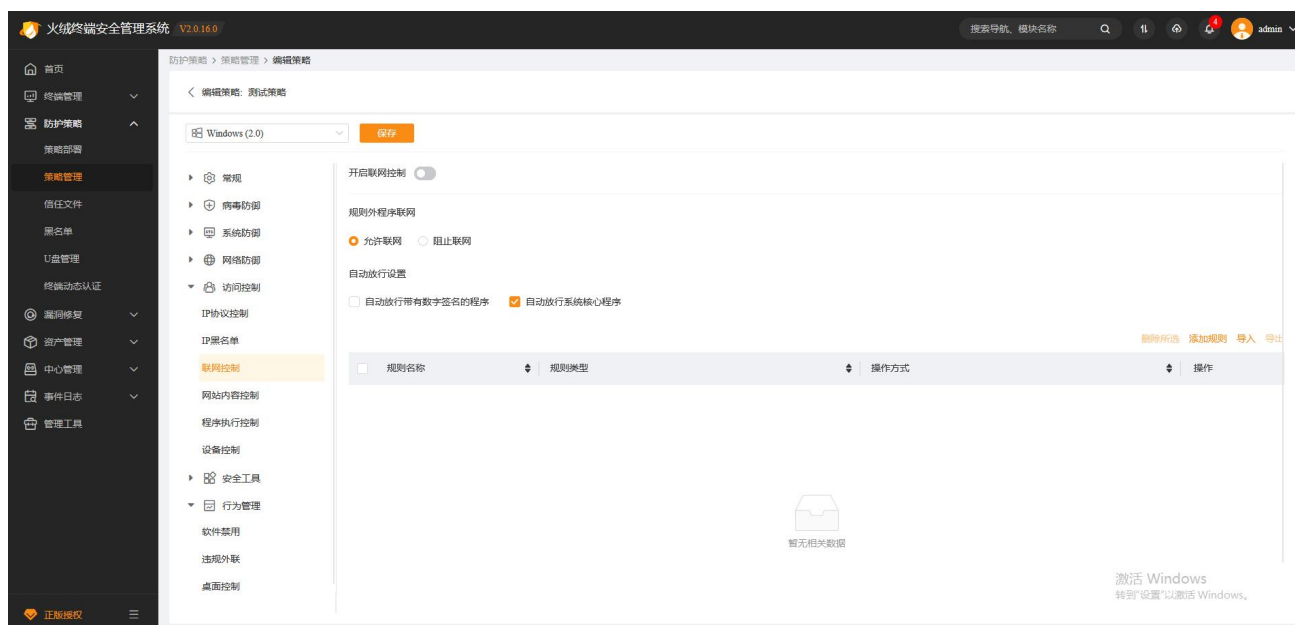 火绒终端安全管理系统 V2.0.16.0
搜索导航、模块名称
4
admin
首页
终端管理
防护策略
策略部署
策略管理
信任文件
黑名单
U盘管理
终端动态认证
漏洞修复
资产管理
中心管理
事件日志
管理工具
正版授权
防护策略 > 策略管理 > 编辑策略
编辑策略: 测试策略
Windows (2.0)
保存
常规
病毒防御
系统防御
网络防御
访问控制
IP协议控制
IP黑名单
联网控制
网站内容控制
程序执行控制
设备控制
安全工具
行为管理
软件禁用
违规外联
桌面控制
开启联网控制
规则外程序联网
允许联网 阻止联网
自动放行设置
自动放行带有数字签名的程序 自动放行系统核心程序
删除所选 添加规则 导入 导出
规则名称 规则类型 操作方式 操作
暂无相关数据
激活 Windows
转到"设置"以激活 Windows。